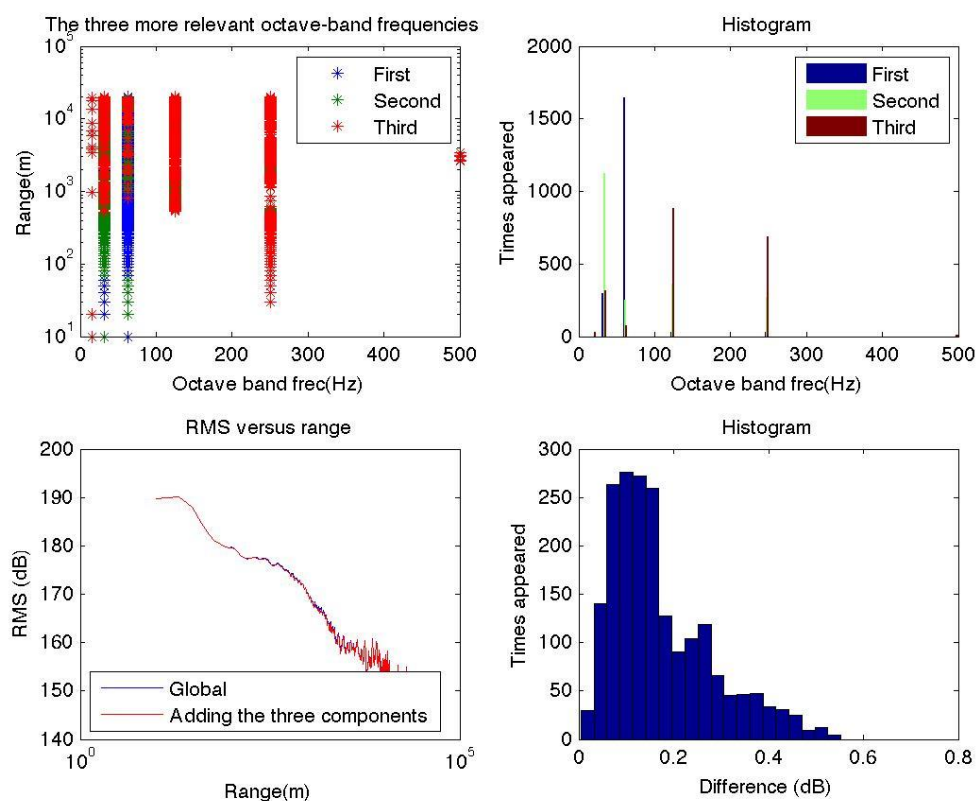 The three more relevant octave-band frequencies
10^5
10^4
10^3
10^2
10^1
Range(m)
First
Second
Third
0 100 200 300 400 500
Octave band frec(Hz)
Histogram
2000
1500
1000
500
0
Times appeared
First
Second
Third
0 100 200 300 400 500
Octave band frec(Hz)
RMS versus range
200
190
180
170
160
150
140
RMS (dB)
Global
Adding the three components
10^0 10^5
Range(m)
Histogram
300
250
200
150
100
50
0
Times appeared
0 0.2 0.4 0.6 0.8
Difference (dB)